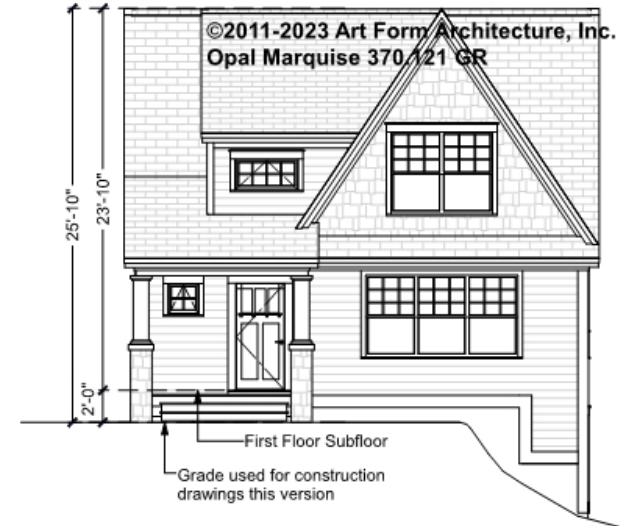 ©2011-2023 Art Form Architecture, Inc.
Opal Marquise 370.121 GR
25'-10"
23'-10"
2'-0"
First Floor Subfloor
Grade used for construction
drawings this version